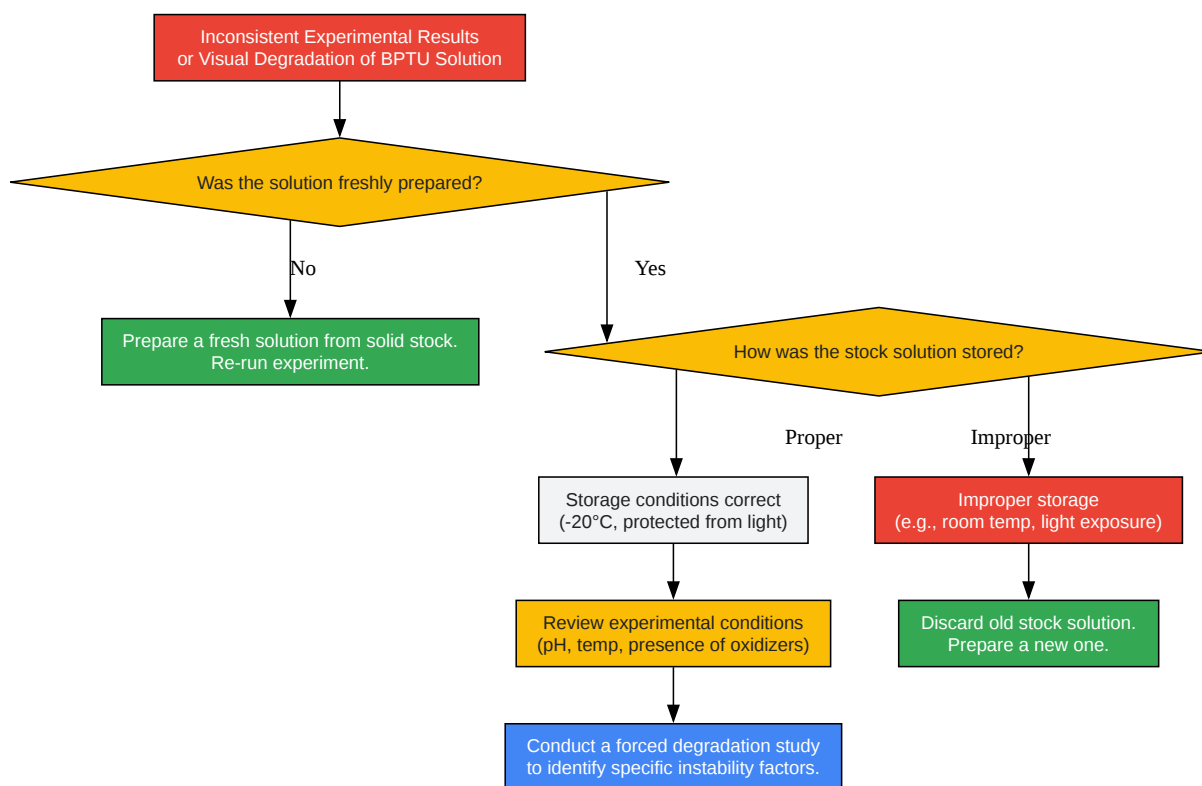 Inconsistent Experimental Results
or Visual Degradation of BPTU Solution
Was the solution freshly prepared?
No
Yes
Prepare a fresh solution from solid stock.
Re-run experiment.
How was the stock solution stored?
Proper
Improper
Storage conditions correct
(-20°C, protected from light)
Improper storage
(e.g., room temp, light exposure)
Review experimental conditions
(pH, temp, presence of oxidizers)
Discard old stock solution.
Prepare a new one.
Conduct a forced degradation study
to identify specific instability factors.